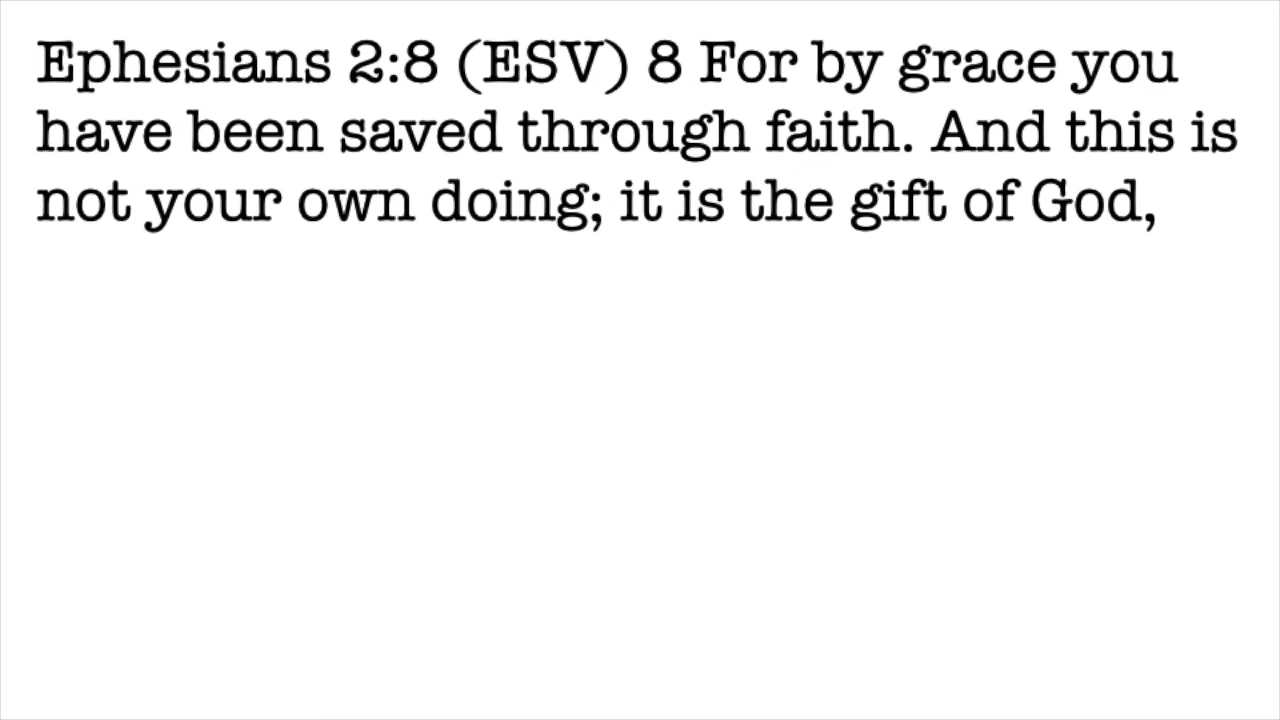 Ephesians 2:8 (ESV) 8 For by grace you
have been saved through faith. And this is
not your own doing; it is the gift of God,